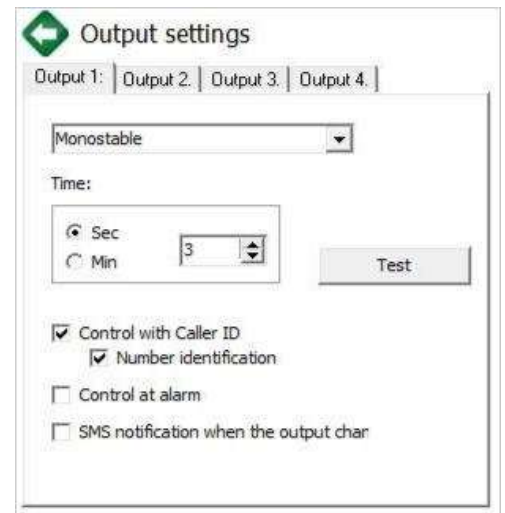 Output settings
Output 1: Output 2. Output 3. Output 4.
Monostable
Time:
Sec
3
Min
Test
Control with Caller ID
Number identification
Control at alarm
SMS notification when the output char